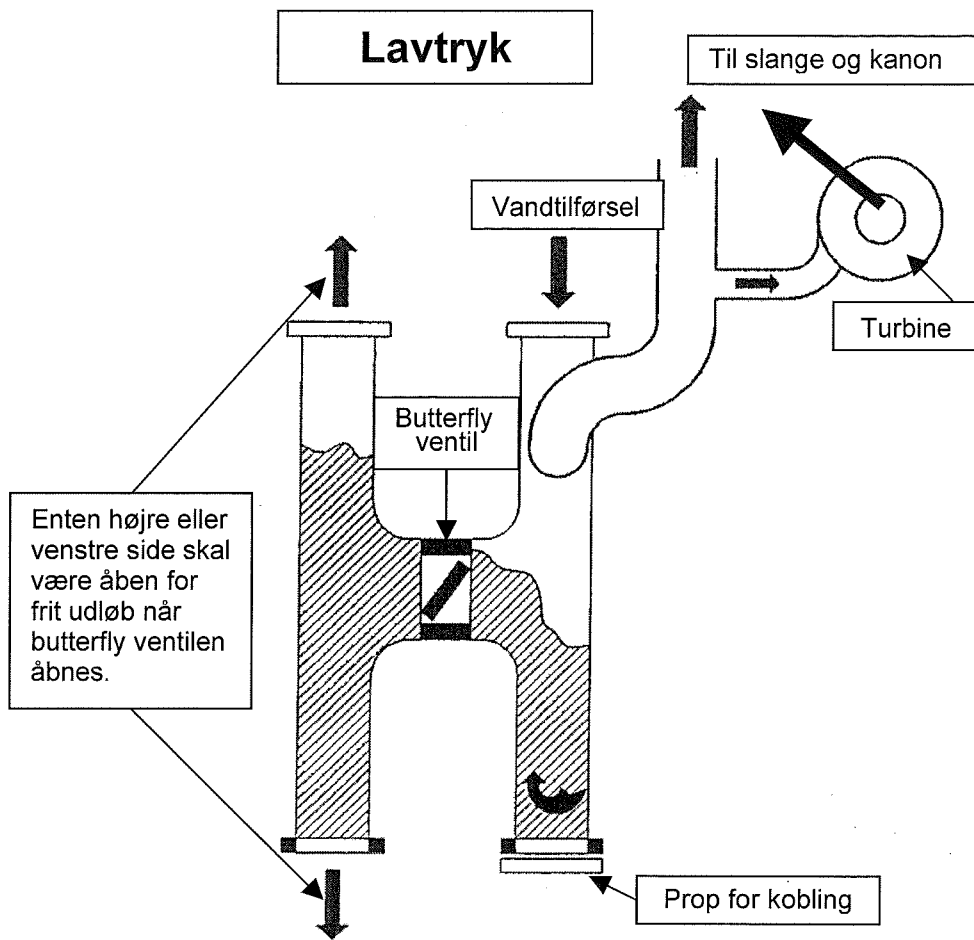 Lavtryk
Til slange og kanon
Vandtilførsel
Turbine
Butterfly
ventil
Enten højre eller
venstre side skal
være åben for
frit udløb når
butterfly ventilen
åbnes.
Prop for kobling